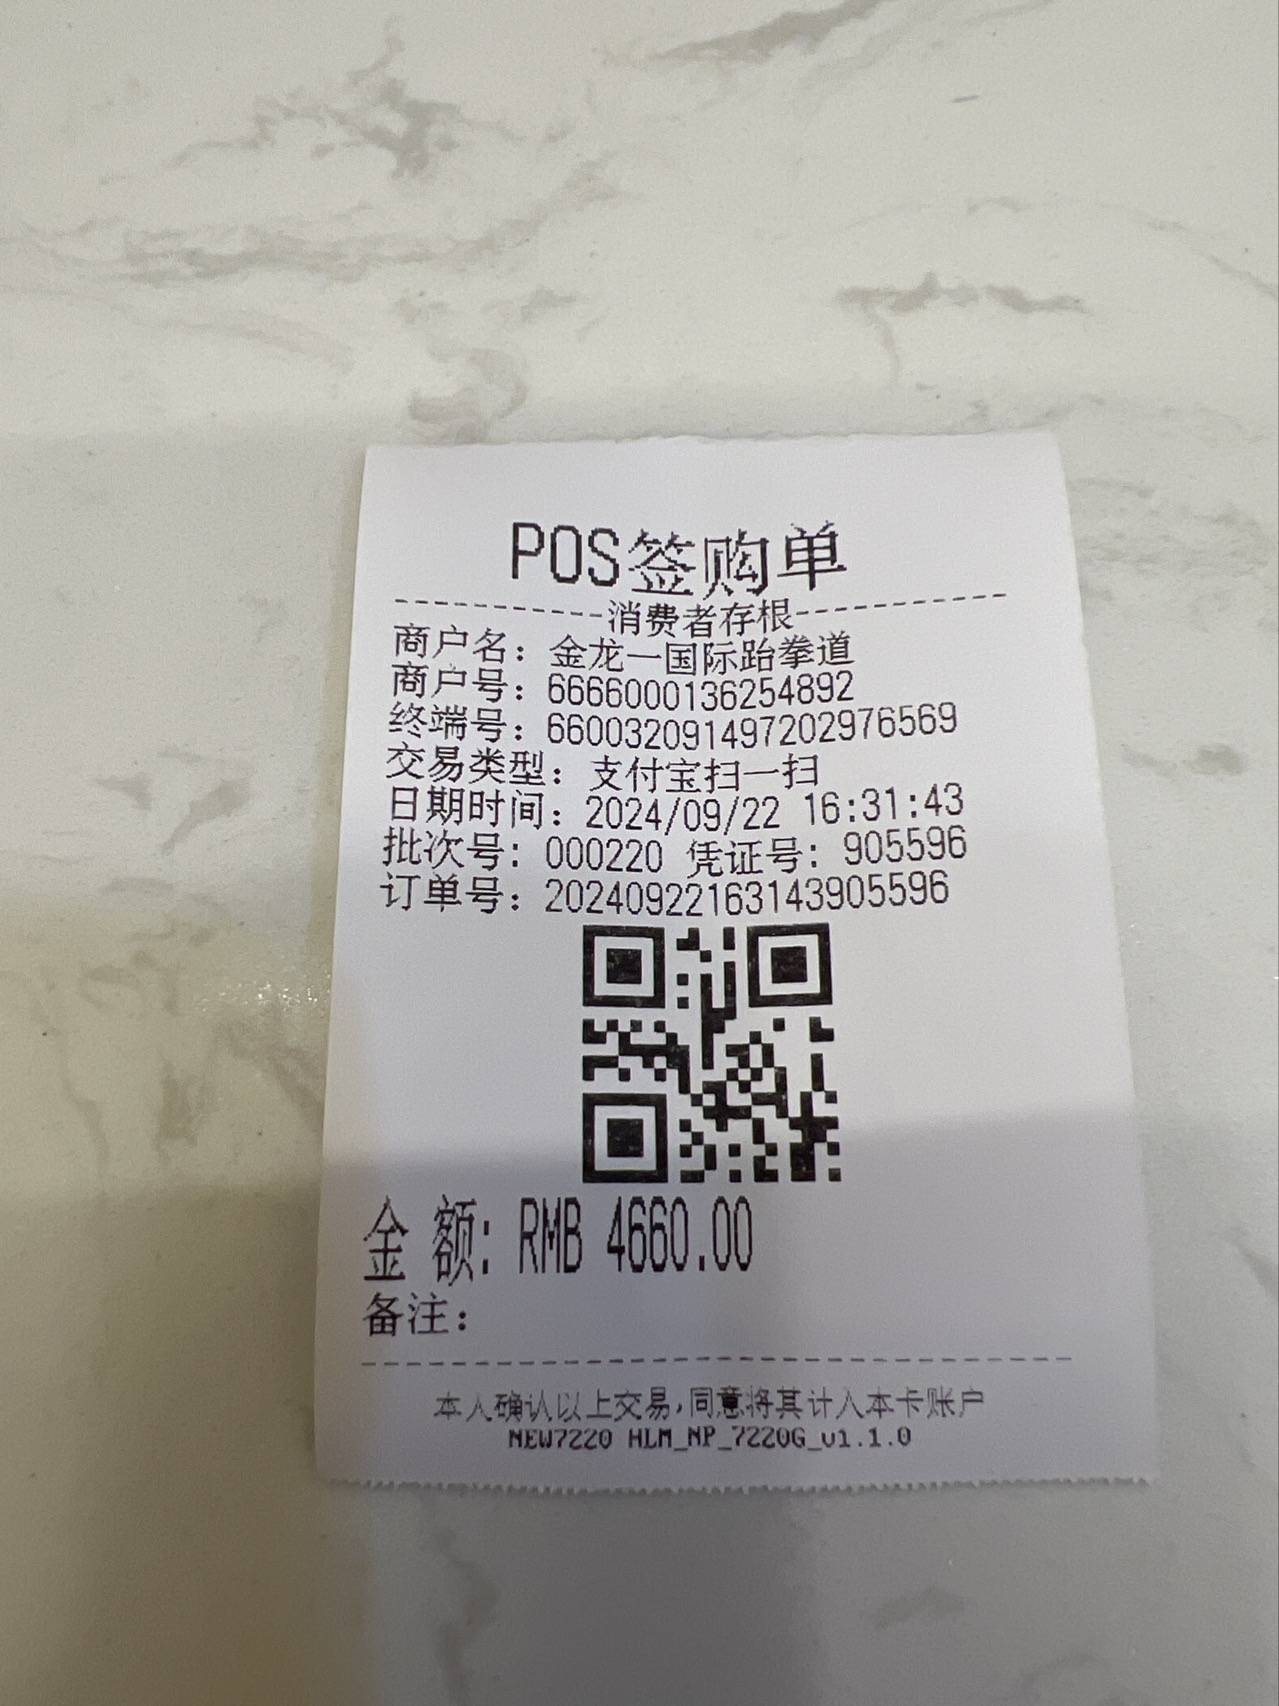 POS签购单
----------消费者存根----------
商户名：金龙一国际跆拳道
商户号：6666000136254892
终端号：660032091497202976569
交易类型：支付宝扫一扫
日期时间：2024/09/22 16:31:43
批次号：000220 凭证号：905596
订单号：20240922163143905596
金 额：RMB 4660.00
备注：
本人确认以上交易,同意将其计入本卡账户
NEW7220 HLM_NP_7220G_v1.1.0